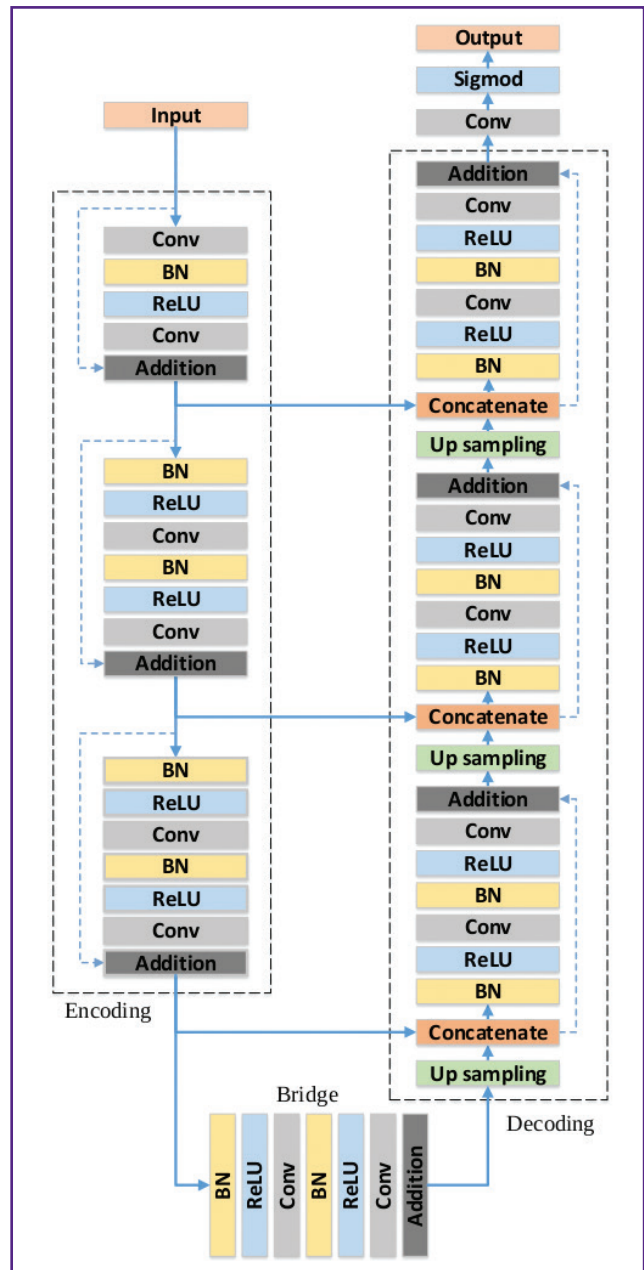 Input
Conv
BN
ReLU
Conv
Addition
BN
ReLU
Conv
BN
ReLU
Conv
Addition
BN
ReLU
Conv
BN
ReLU
Conv
Addition
Encoding
Bridge
BN
ReLU
Conv
BN
ReLU
Conv
Addition
Output
Sigmod
Conv
Addition
Conv
ReLU
BN
Conv
ReLU
BN
Concatenate
Up sampling
Addition
Conv
ReLU
BN
Conv
ReLU
BN
Concatenate
Up sampling
Addition
Conv
ReLU
BN
Conv
ReLU
BN
Concatenate
Up sampling
Decoding